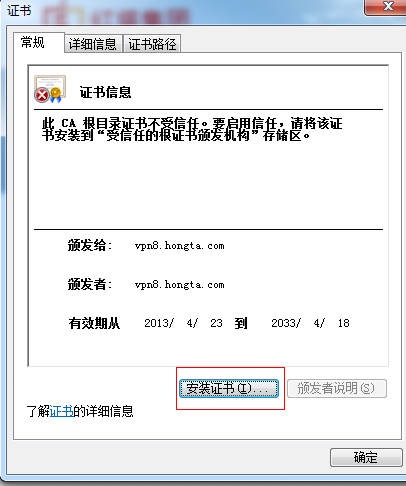 证书
红塔集团
常规
详细信息
证书路径
证书信息
此 CA 根目录证书不受信任。要启用信任，请将该证
书安装到“受信任的根证书颁发机构”存储区。
颁发给: vpn8.hongta.com
颁发者: vpn8.hongta.com
有效期从 2013/ 4/ 23 到 2033/ 4/ 18
安装证书(I)...
颁发者说明(S)
了解证书的详细信息
确定